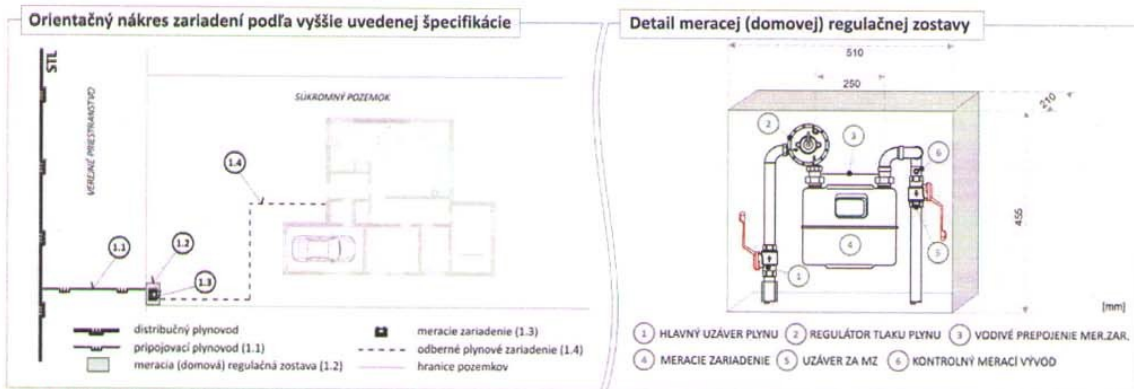 Orientačný nákres zariadení podľa vyššie uvedenej špecifikácie
STL
VEREJNÉ PRIESTRANSTVO
SÚKROMNÝ POZEMOK
1.4
1.1
1.2
1.3
distribučný plynovod
pripojovací plynovod (1.1)
meracia (domová) regulačná zostava (1.2)
meracie zariadenie (1.3)
odberné plynové zariadenie (1.4)
hranice pozemkov
Detail meracej (domovej) regulačnej zostavy
510
250
210
455
2
3
6
4
5
1
[mm]
1 HLAVNÝ UZÁVER PLYNU 2 REGULÁTOR TLAKU PLYNU 3 VODIVÉ PREPOJENIE MER.ZAR.
4 MERACIE ZARIADENIE 5 UZÁVER ZA MZ 6 KONTROLNÝ MERACÍ VÝVOD